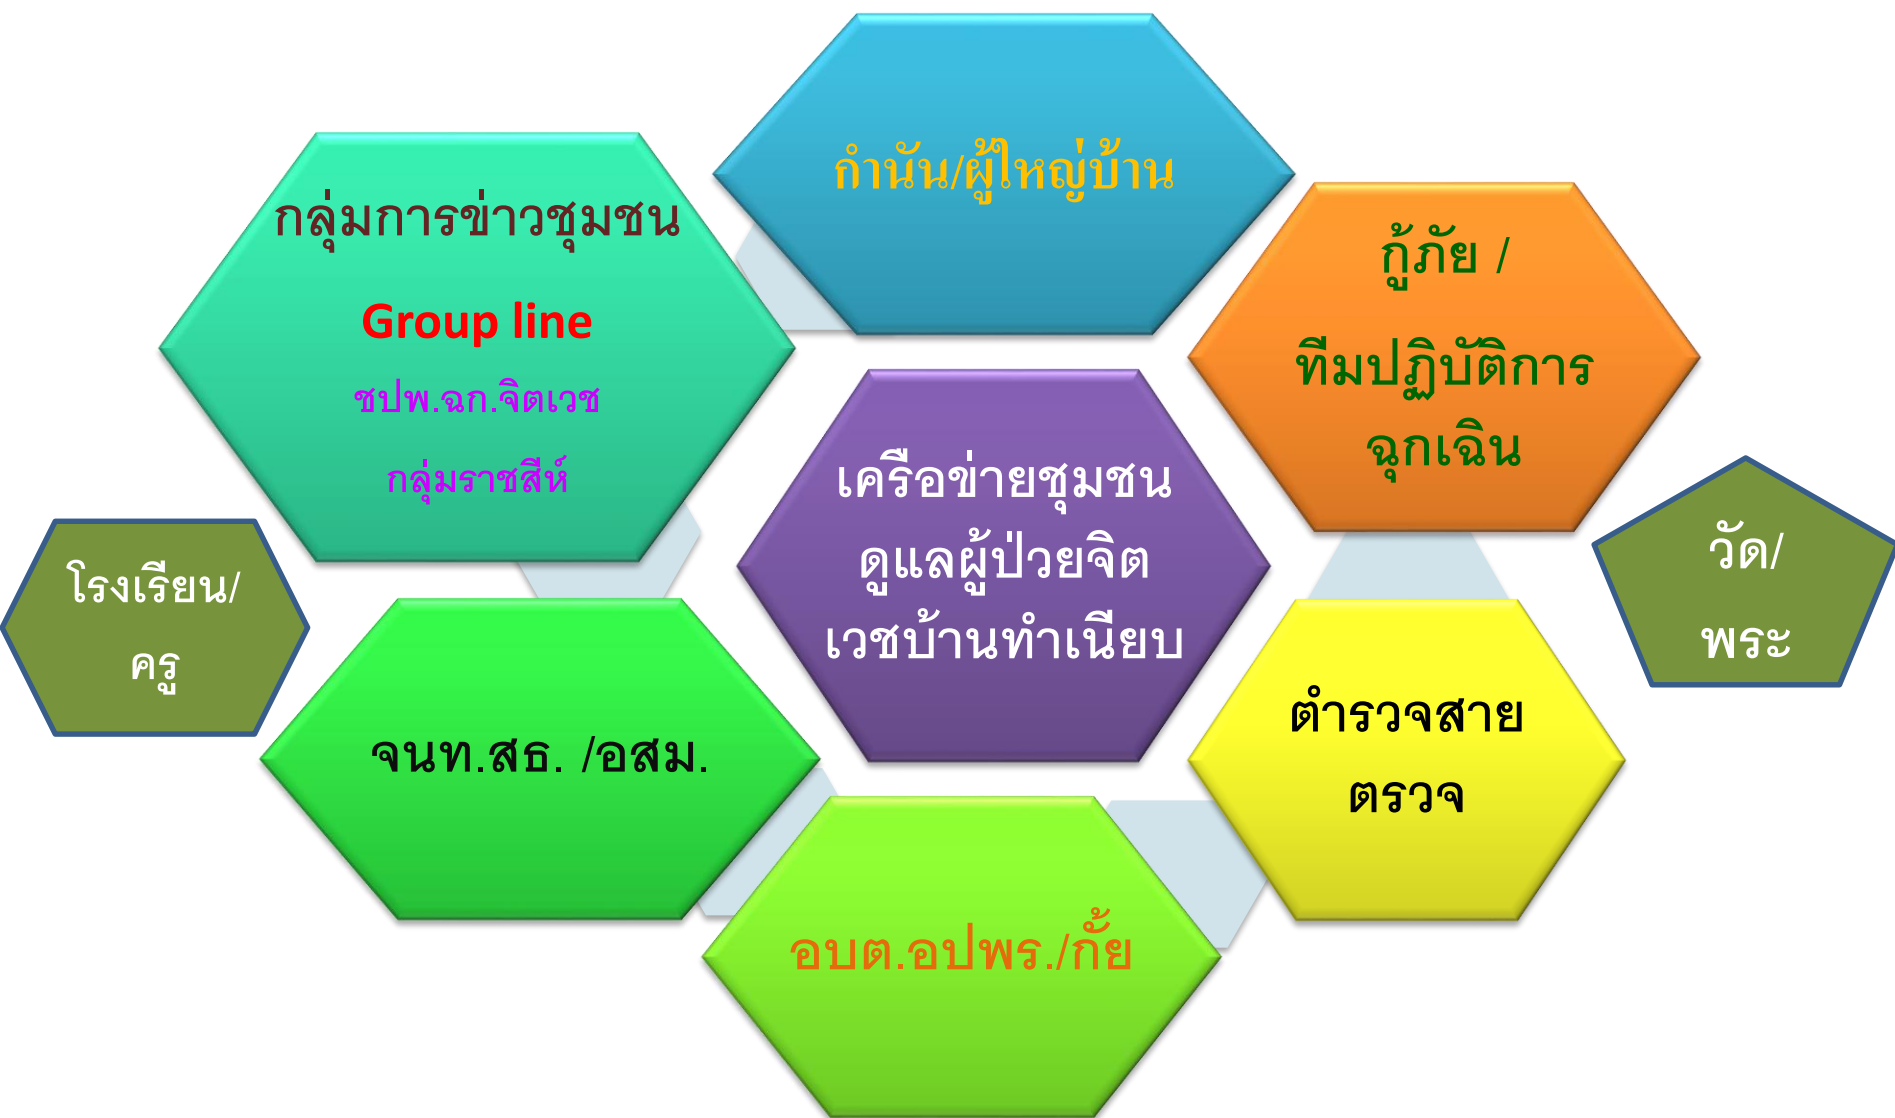 กำนัน/ผู้ใหญ่บ้าน
กลุ่มการข่าวชุมชน
Group line
ชปพ.ฉก.จิตเวช
กลุ่มราชสีห์
กู้ภัย /
ทีมปฏิบัติการ
ฉุกเฉิน
เครือข่ายชุมชน
ดูแลผู้ป่วยจิต
เวชบ้านทำเนียบ
โรงเรียน/
ครู
วัด/
พระ
จนท.สธ. /อสม.
ตำรวจสาย
ตรวจ
อบต.อปพร./กั้ย